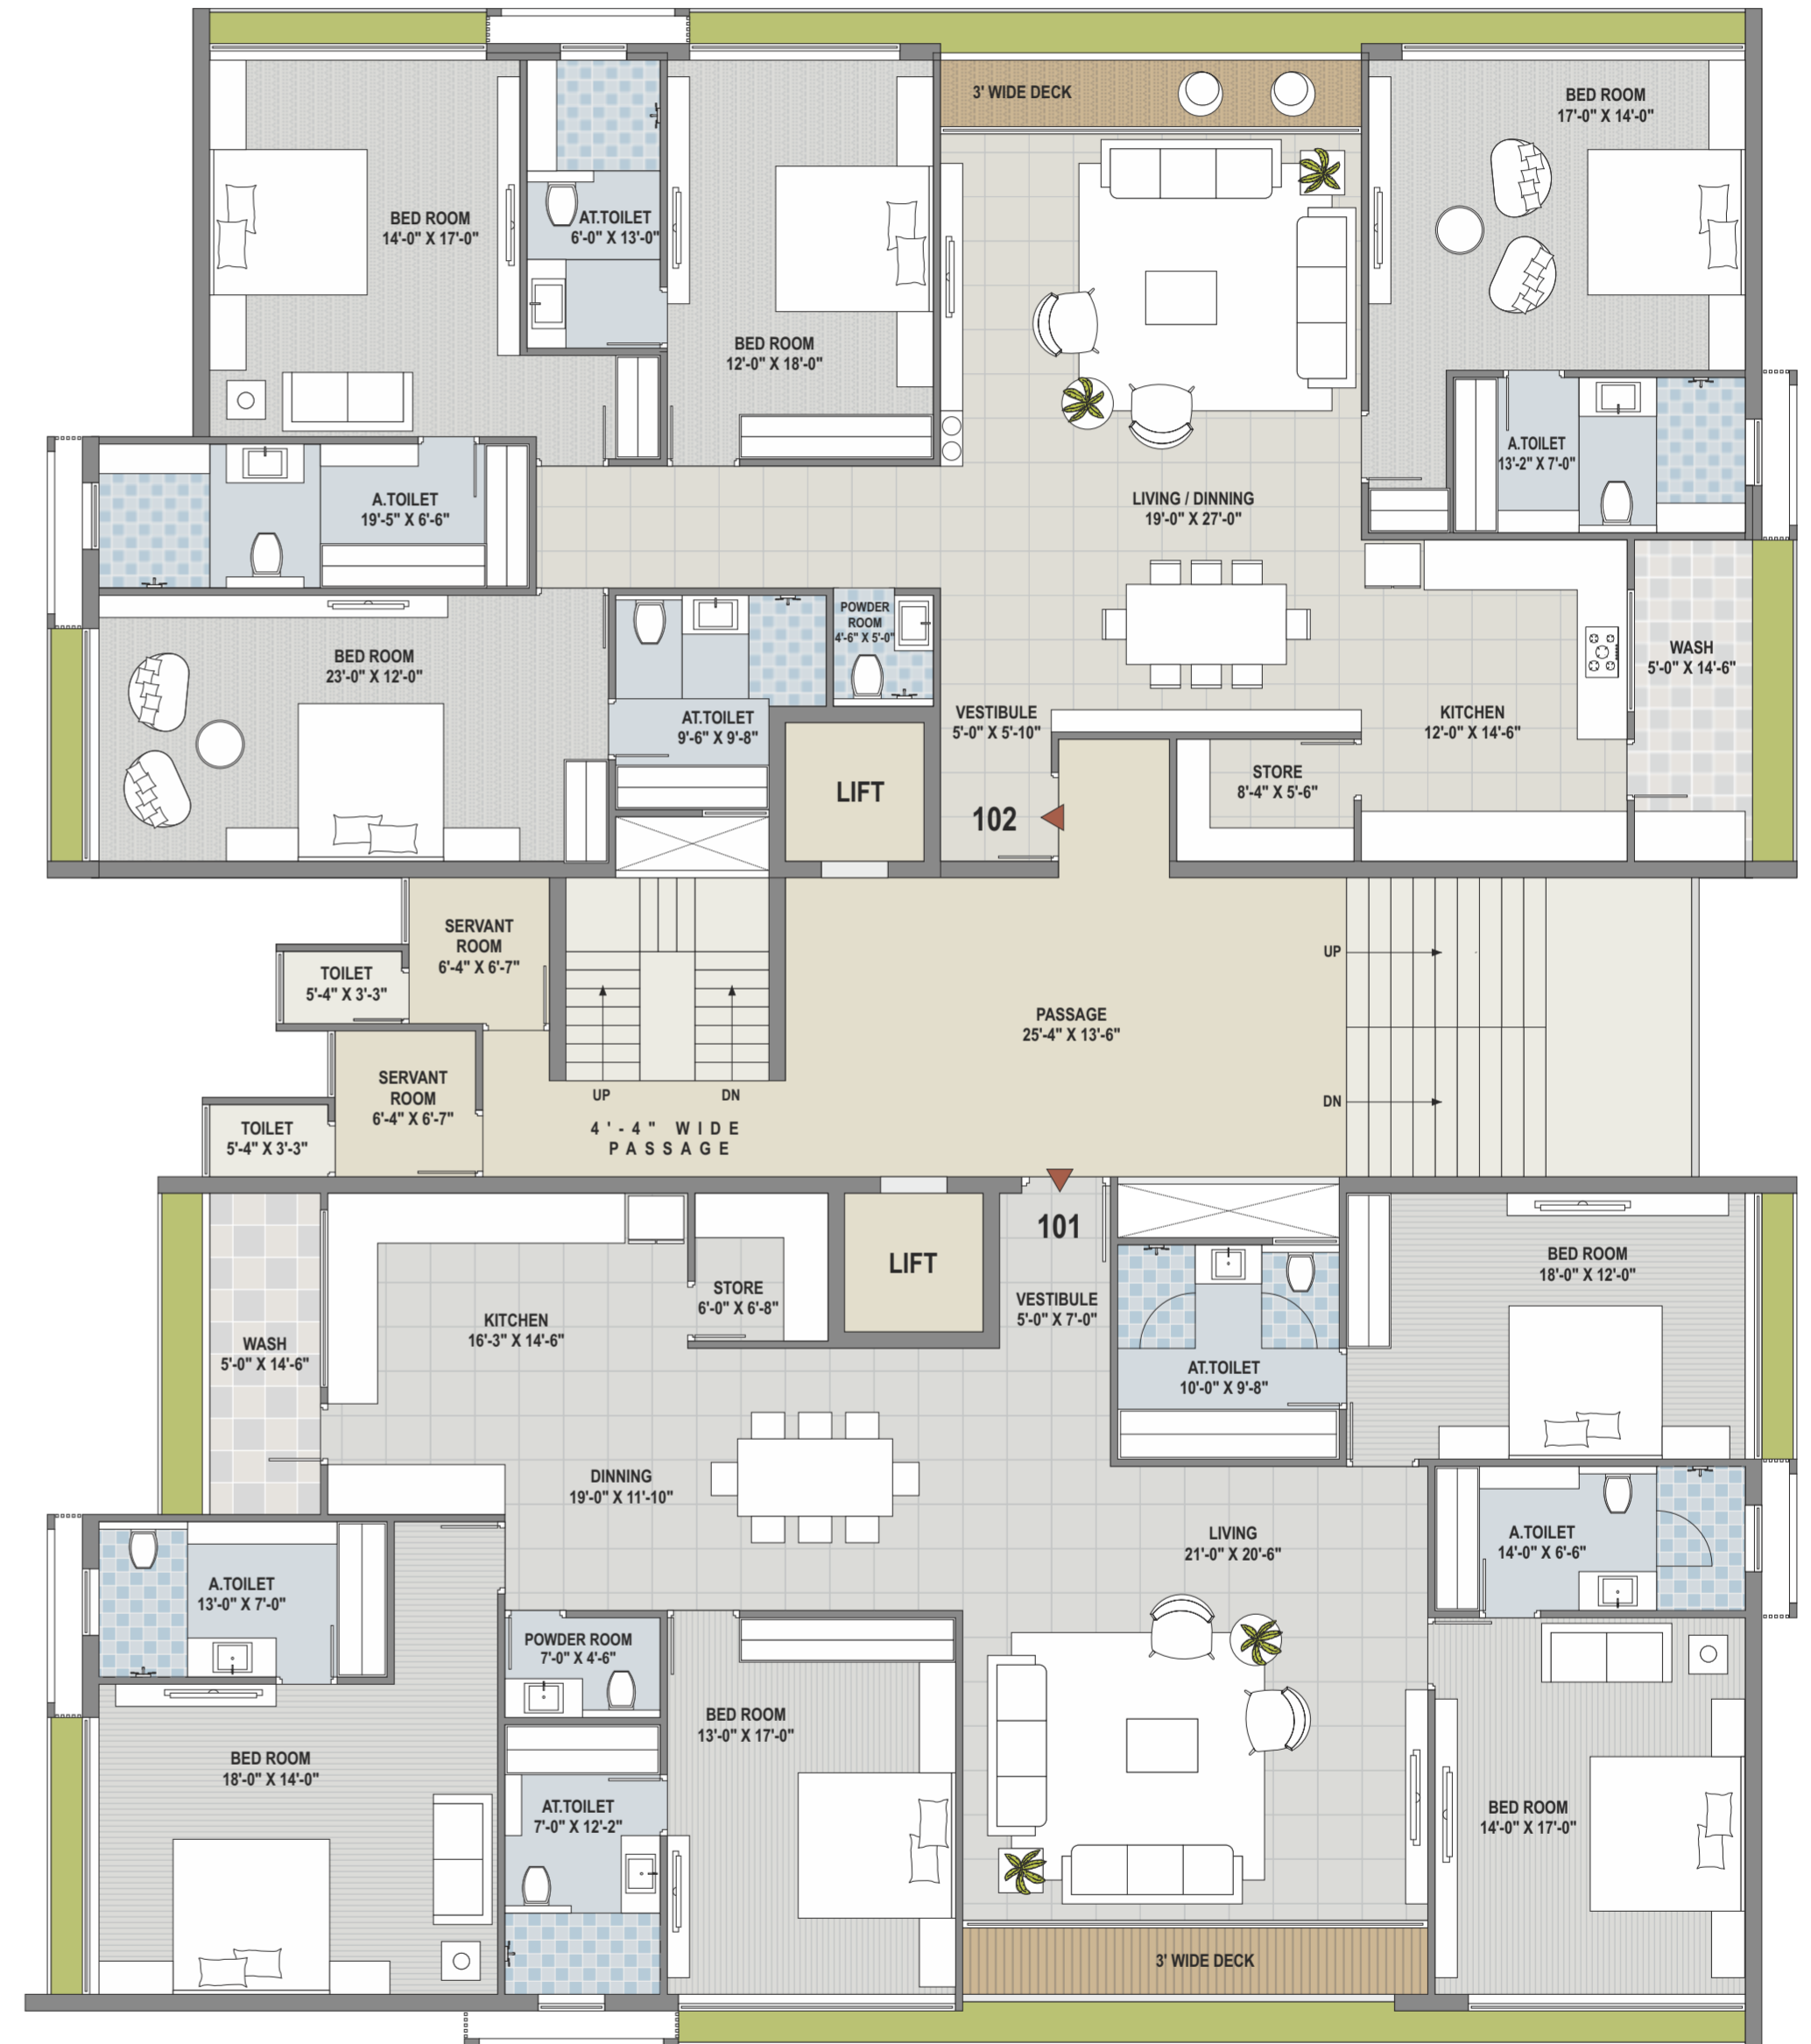 3' WIDE DECK
BED ROOM
17'-0" X 14'-0"
BED ROOM
14'-0" X 17'-0"
AT.TOILET
6'-0" X 13'-0"
BED ROOM
12'-0" X 18'-0"
A.TOILET
13'-2" X 7'-0"
A.TOILET
19'-5" X 6'-6"
LIVING / DINNING
19'-0" X 27'-0"
POWDER
ROOM
4'-6" X 5'-0"
BED ROOM
23'-0" X 12'-0"
WASH
5'-0" X 14'-6"
AT.TOILET
9'-6" X 9'-8"
VESTIBULE
5'-0" X 5'-10"
KITCHEN
12'-0" X 14'-6"
STORE
8'-4" X 5'-6"
LIFT
102
SERVANT
ROOM
6'-4" X 6'-7"
TOILET
5'-4" X 3'-3"
UP
PASSAGE
25'-4" X 13'-6"
SERVANT
ROOM
6'-4" X 6'-7"
UP
DN
DN
TOILET
5'-4" X 3'-3"
4'-4" WIDE
PASSAGE
101
LIFT
BED ROOM
18'-0" X 12'-0"
STORE
6'-0" X 6'-8"
VESTIBULE
5'-0" X 7'-0"
KITCHEN
16'-3" X 14'-6"
WASH
5'-0" X 14'-6"
AT.TOILET
10'-0" X 9'-8"
DINNING
19'-0" X 11'-10"
LIVING
21'-0" X 20'-6"
A.TOILET
14'-0" X 6'-6"
A.TOILET
13'-0" X 7'-0"
POWDER ROOM
7'-0" X 4'-6"
BED ROOM
13'-0" X 17'-0"
BED ROOM
18'-0" X 14'-0"
AT.TOILET
7'-0" X 12'-2"
BED ROOM
14'-0" X 17'-0"
3' WIDE DECK